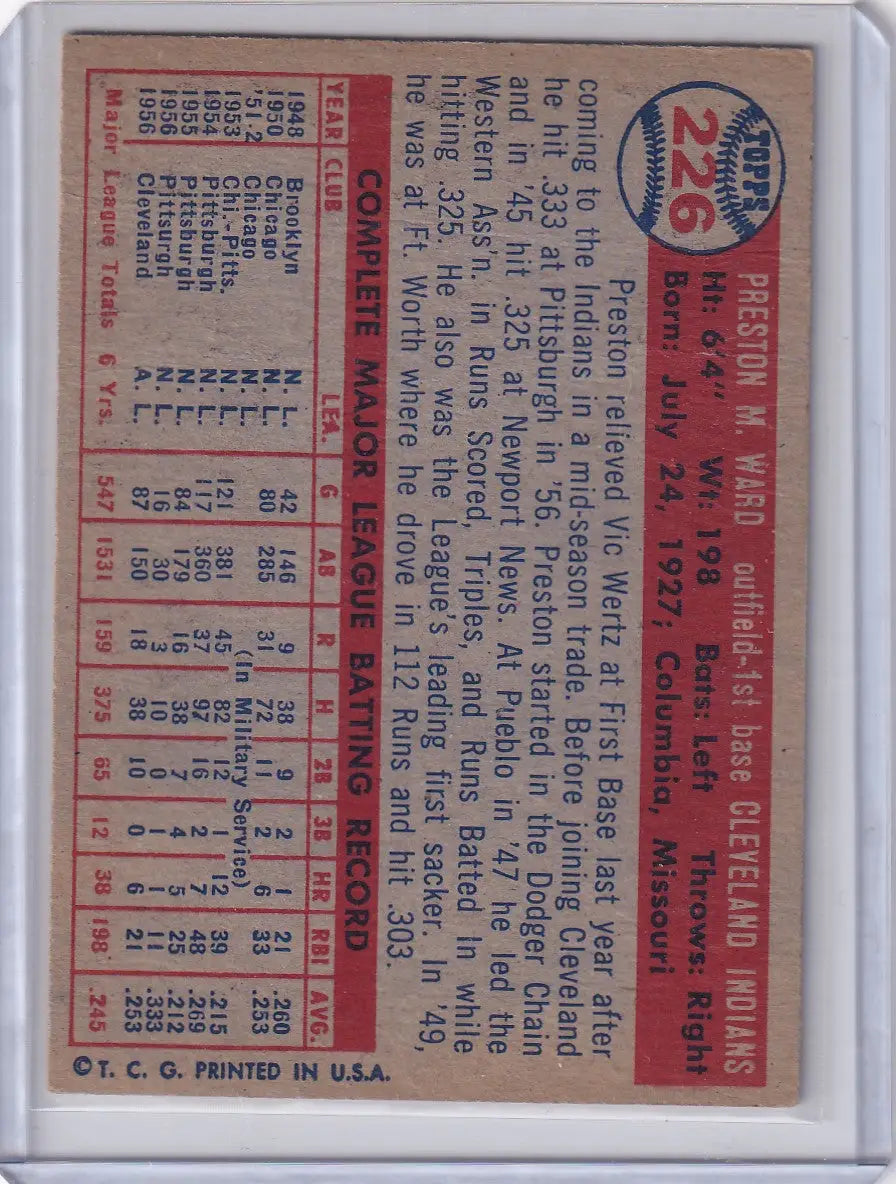 TOPPS
226
PRESTON M. WARD outfield-1st base CLEVELAND INDIANS
Ht: 6'4" Wt: 198 Bats: Left Throws: Right
Born: July 24, 1927; Columbia, Missouri
Preston relieved Vic Wertz at First Base last year after
coming to the Indians in a mid-season trade. Before joining Cleveland
he hit .333 at Pittsburgh in '56. Preston started in the Dodger Chain
and in '45 hit .325 at Newport News. At Pueblo in '47 he led the
Western Ass'n. in Runs Scored, Triples, and Runs Batted In while
hitting .325. He also was the League's leading first sacker. In '49,
he was at Ft. Worth where he drove in 112 Runs and hit .303.
COMPLETE MAJOR LEAGUE BATTING RECORD
YEAR CLUB LEA. G AB R H 2B 3B HR RBI AVG.
1948 Brooklyn N. L. 42 146 9 38 9 2 1 21 .260
1950 Chicago N. L. 80 285 31 72 11 2 6 33 .253
'51-2 Chicago N. L. (In Military Service)
1953 Chi.-Pitts. N. L. 121 381 45 82 12 1 12 39 .215
1954 Pittsburgh N. L. 117 360 37 97 16 2 7 48 .269
1955 Pittsburgh N. L. 84 179 16 38 7 4 5 25 .212
1956 Pittsburgh N. L. 16 30 3 10 0 1 1 11 .333
1956 Cleveland A. L. 87 150 18 38 10 0 6 21 .253
Major League Totals 6 Yrs. 547 1531 159 375 65 12 38 198 .245
© T. C. G. PRINTED IN U.S.A.